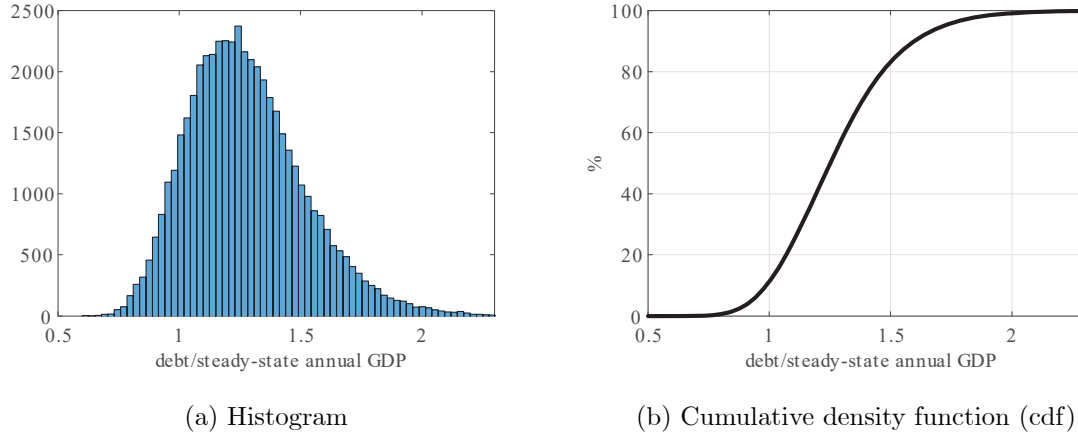 2500
2000
1500
1000
500
0
0.5 1 1.5 2
debt/steady-state annual GDP
(a) Histogram
100
80
60
40
20
0
%
0.5 1 1.5 2
debt/steady-state annual GDP
(b) Cumulative density function (cdf)